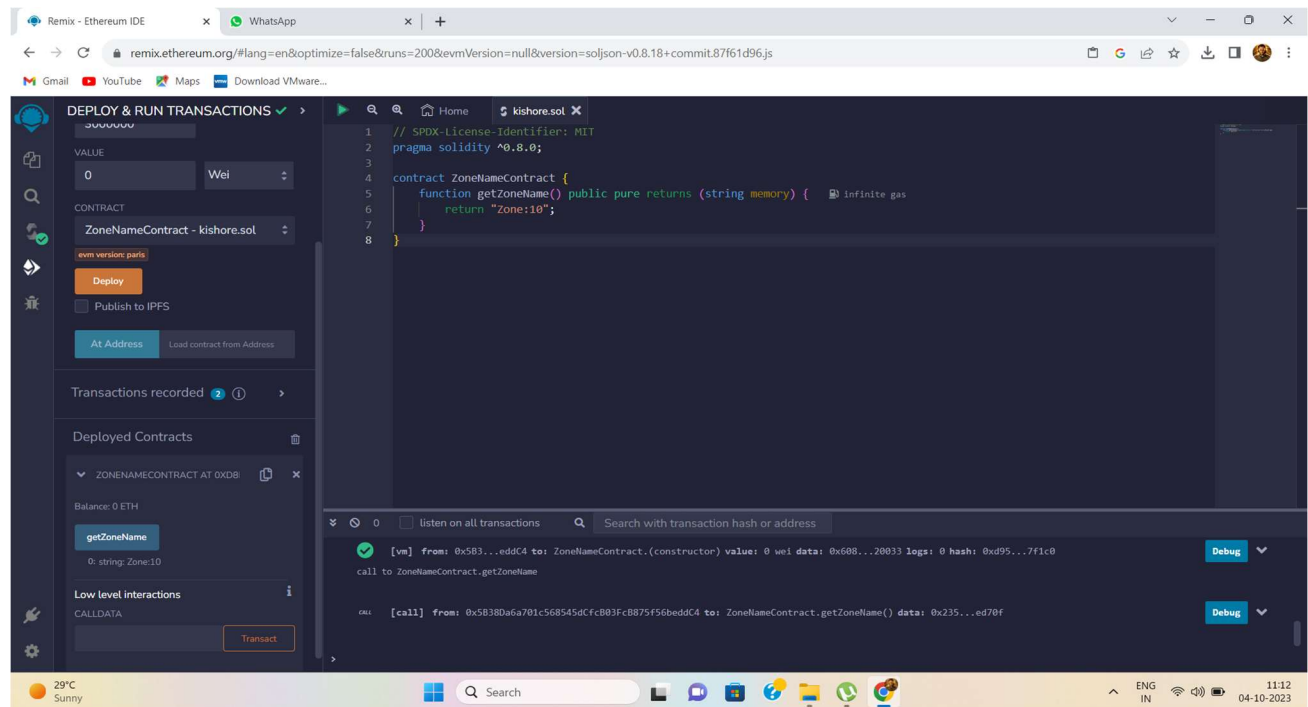 Remix - Ethereum IDE
WhatsApp
remix.ethereum.org/#lang=en&optimize=false&runs=200&evmVersion=null&version=soljson-v0.8.18+commit.87f61d96.js
Gmail
YouTube
Maps
Download VMware...
DEPLOY & RUN TRANSACTIONS
3000000
VALUE
0
Wei
CONTRACT
ZoneNameContract - kishore.sol
evm version: paris
Deploy
Publish to IPFS
At Address
Load contract from Address
Transactions recorded 2
Deployed Contracts
ZONENAMECONTRACT AT 0XD8
Balance: 0 ETH
getZoneName
0: string: Zone:10
Low level interactions
CALLDATA
Transact
Home
kishore.sol
1 // SPDX-License-Identifier: MIT
2 pragma solidity ^0.8.0;
3
4 contract ZoneNameContract {
5 function getZoneName() public pure returns (string memory) { infinite gas
6 return "Zone:10";
7 }
8 }
0
listen on all transactions
Search with transaction hash or address
[vm] from: 0x5B3...eddC4 to: ZoneNameContract.(constructor) value: 0 wei data: 0x608...20033 logs: 0 hash: 0xd95...7f1c0
Debug
call to ZoneNameContract.getZoneName
CALL [call] from: 0x5B38Da6a701c568545dCfcB03FcB875f56beddC4 to: ZoneNameContract.getZoneName() data: 0x235...ed70f
Debug
>
29°C
Sunny
Search
ENG
IN
11:12
04-10-2023